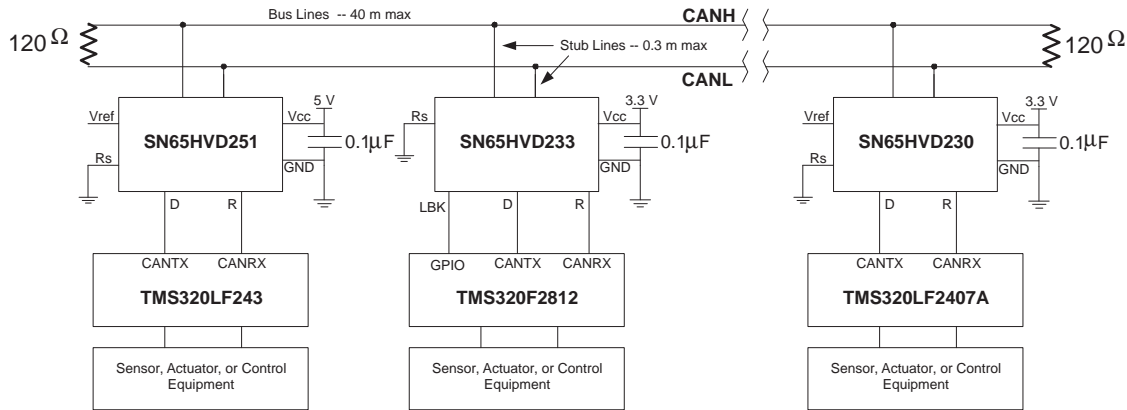 Bus Lines -- 40 m max
CANH
120 Ω
Stub Lines -- 0.3 m max
120 Ω
CANL
5 V
Vref
Vcc
SN65HVD251
0.1μF
Rs
GND
D
R
3.3 V
Rs
Vcc
SN65HVD233
0.1μF
GND
LBK
D
R
3.3 V
Vref
Vcc
SN65HVD230
0.1μF
Rs
GND
D
R
CANTX
CANRX
TMS320LF243
GPIO
CANTX
CANRX
TMS320F2812
CANTX
CANRX
TMS320LF2407A
Sensor, Actuator, or Control
Equipment
Sensor, Actuator, or Control
Equipment
Sensor, Actuator, or Control
Equipment